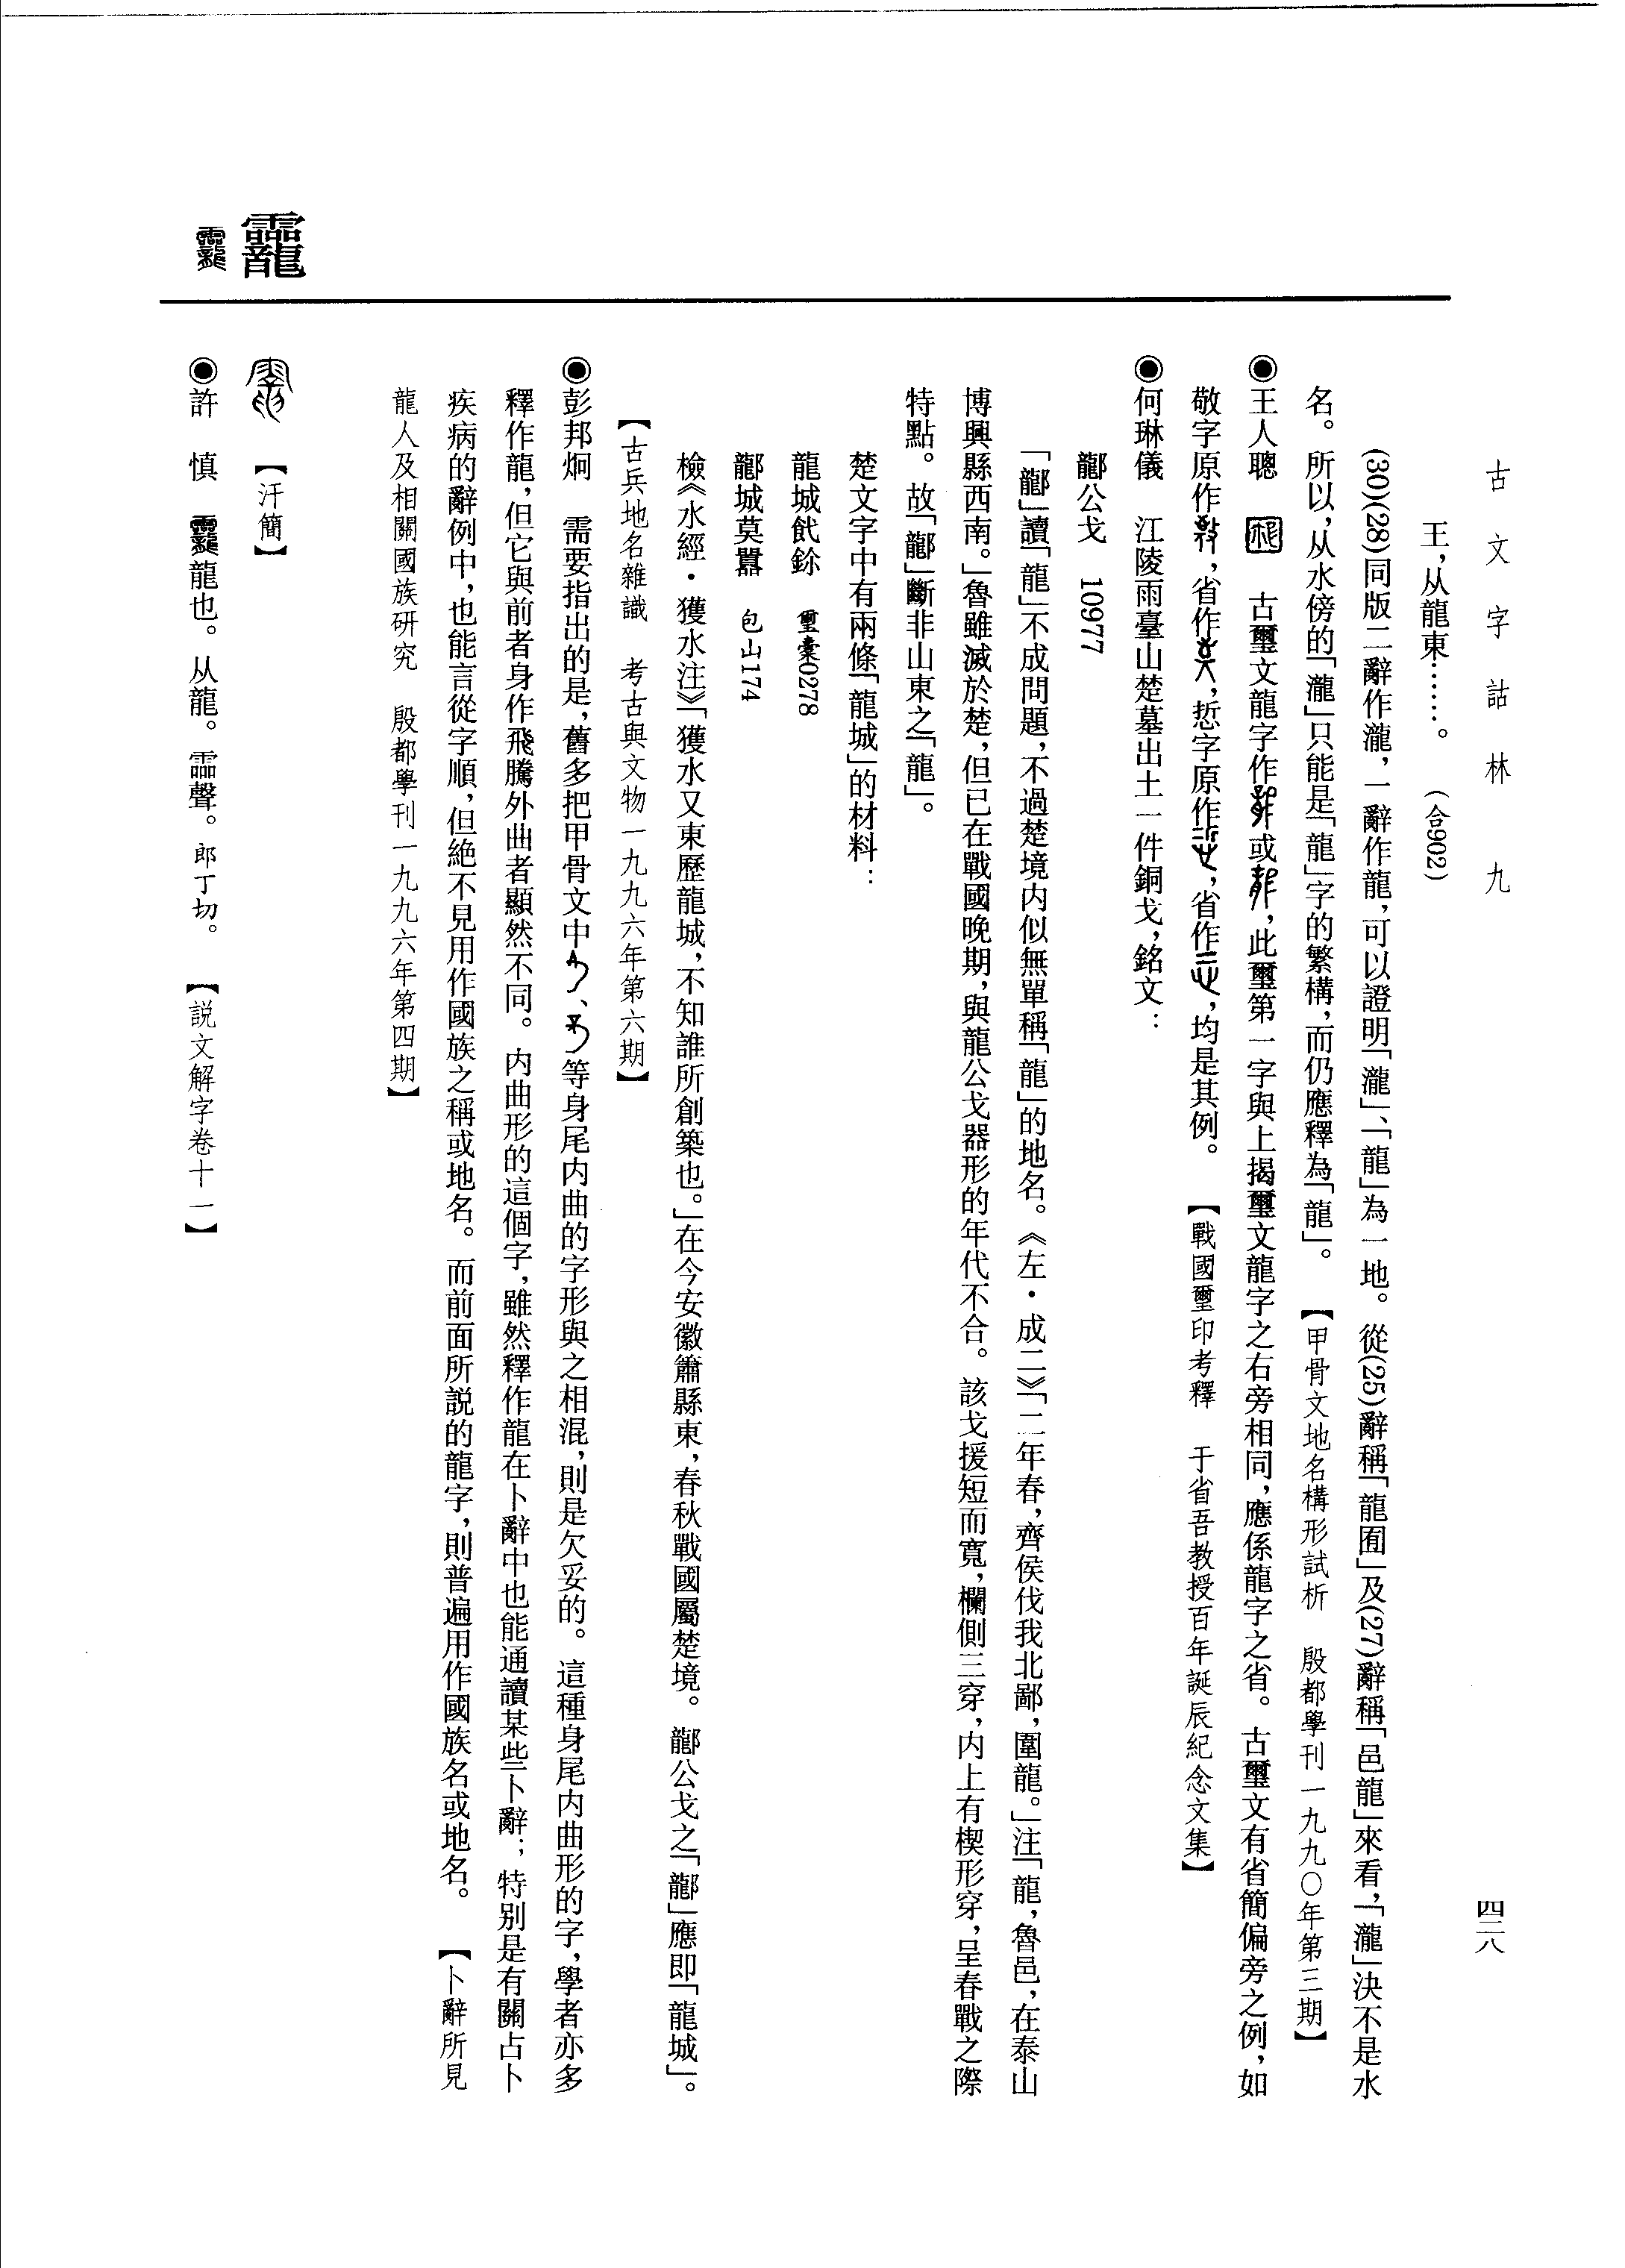 古文字詁林 九
四二八
王，从龍東……。 （合902）
(30)(28)同版二辭作瀧，一辭作龍，可以證明「瀧」、「龍」為一地。從(25)辭稱「龍囿」及(27)辭稱「邑龍」來看，「瀧」決不是水
名。所以，从水傍的「瀧」只能是「龍」字的繁構，而仍應釋為「龍」。 【甲骨文地名構形試析 殷都學刊一九九〇年第三期】
◉王人聰 古璽文龍字作或，此璽第一字與上揭璽文龍字之右旁相同，應係龍字之省。古璽文有省簡偏旁之例，如
敬字原作，省作，悊字原作，省作，均是其例。 【戰國璽印考釋 于省吾教授百年誕辰紀念文集】
◉何琳儀 江陵雨臺山楚墓出土一件銅戈，銘文：
鄻公戈 10977
「」讀「龍」不成問題，不過楚境内似無單稱「龍」的地名。《左·成二》「二年春，齊侯伐我北鄙，圍龍。」注「龍，魯邑，在泰山
博興縣西南。」魯雖滅於楚，但已在戰國晚期，與龍公戈器形的年代不合。該戈援短而寬，欄側三穿，内上有楔形穿，呈春戰之際
特點。故「」斷非山東之「龍」。
楚文字中有兩條「龍城」的材料：
龍城飤鉩 璽彙0278
城莫囂 包山174
檢《水經·獲水注》「獲水又東歷龍城，不知誰所創築也。」在今安徽簫縣東，春秋戰國屬楚境。公戈之「」應即「龍城」。
【古兵地名雜識 考古與文物一九九六年第六期】
◉彭邦炯 需要指出的是，舊多把甲骨文中、等身尾内曲的字形與之相混，則是欠妥的。這種身尾内曲形的字，學者亦多
釋作龍，但它與前者身作飛騰外曲者顯然不同。内曲形的這個字，雖然釋作龍在卜辭中也能通讀某些卜辭；特別是有關占卜
疾病的辭例中，也能言從字順，但絕不見用作國族之稱或地名。而前面所説的龍字，則普遍用作國族名或地名。 【卜辭所見
龍人及相關國族研究 殷都學刊一九九六年第四期】
龗
【汗簡】
◉許 慎 龗龍也。从龍。霝聲。郎丁切。 【説文解字卷十一】